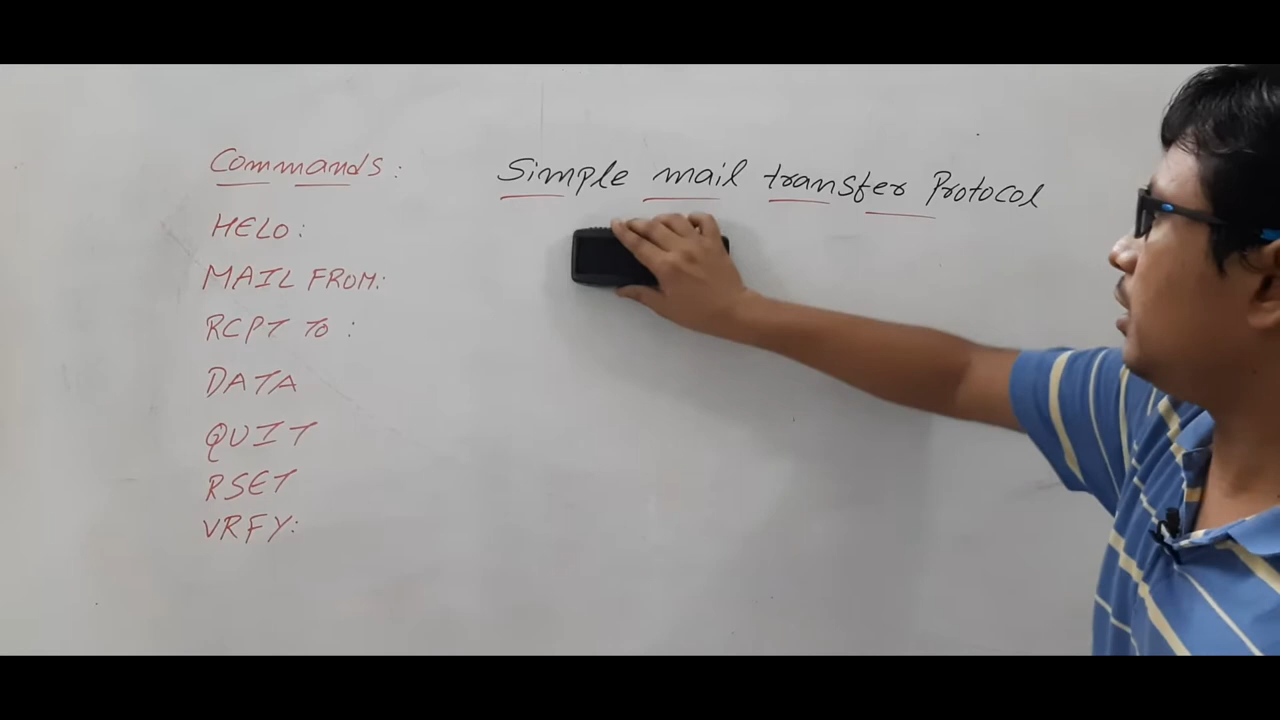 Commands:
Simple mail transfer Protocol
HELO:
MAIL FROM:
RCPT TO:
DATA
QUIT
RSET
VRFY: